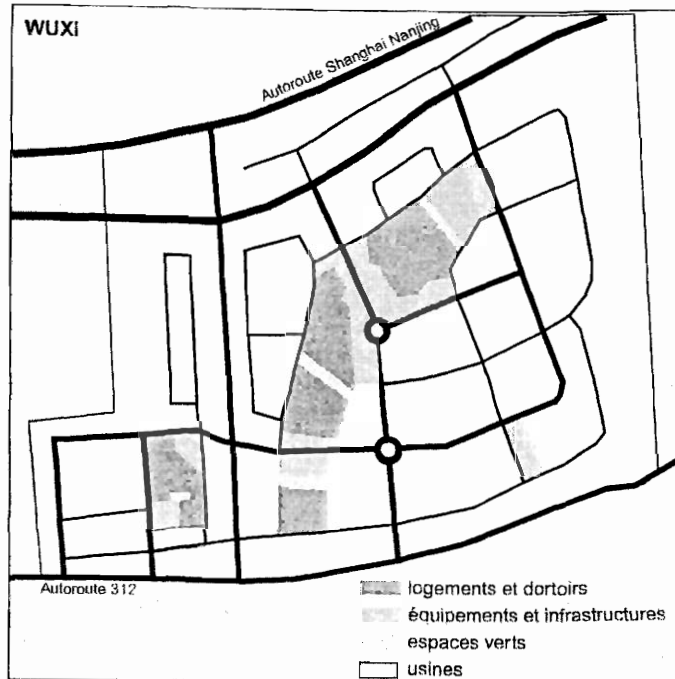 WUXI
Autoroute Shanghai Nanjing
Autoroute 312
logements et dortoirs
équipements et infrastructures
espaces verts
usines